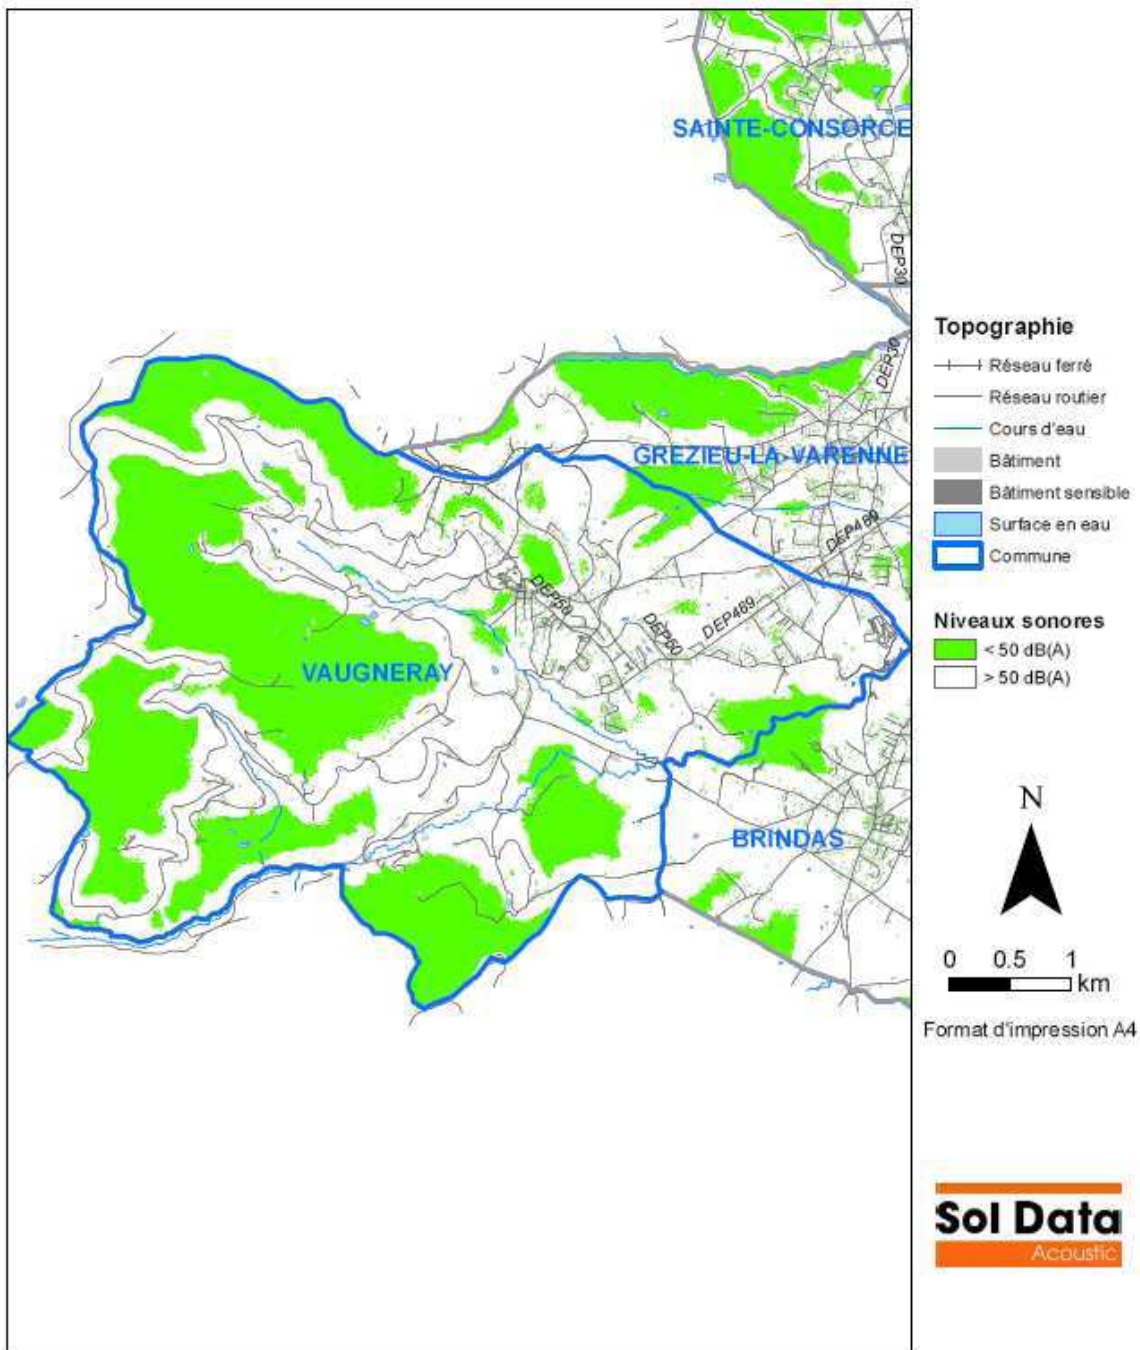 SAINTE-CONSORCE
DEP30
DEP30
GREZIEU-LA-VARENNE
DEP489
DEP50
DEP50
DEP489
VAUGNERAY
BRINDAS
Topographie
Réseau ferré
Réseau routier
Cours d'eau
Bâtiment
Bâtiment sensible
Surface en eau
Commune
Niveaux sonores
< 50 dB(A)
> 50 dB(A)
N
0 0.5 1
km
Format d'impression A4
Sol Data
Acoustic